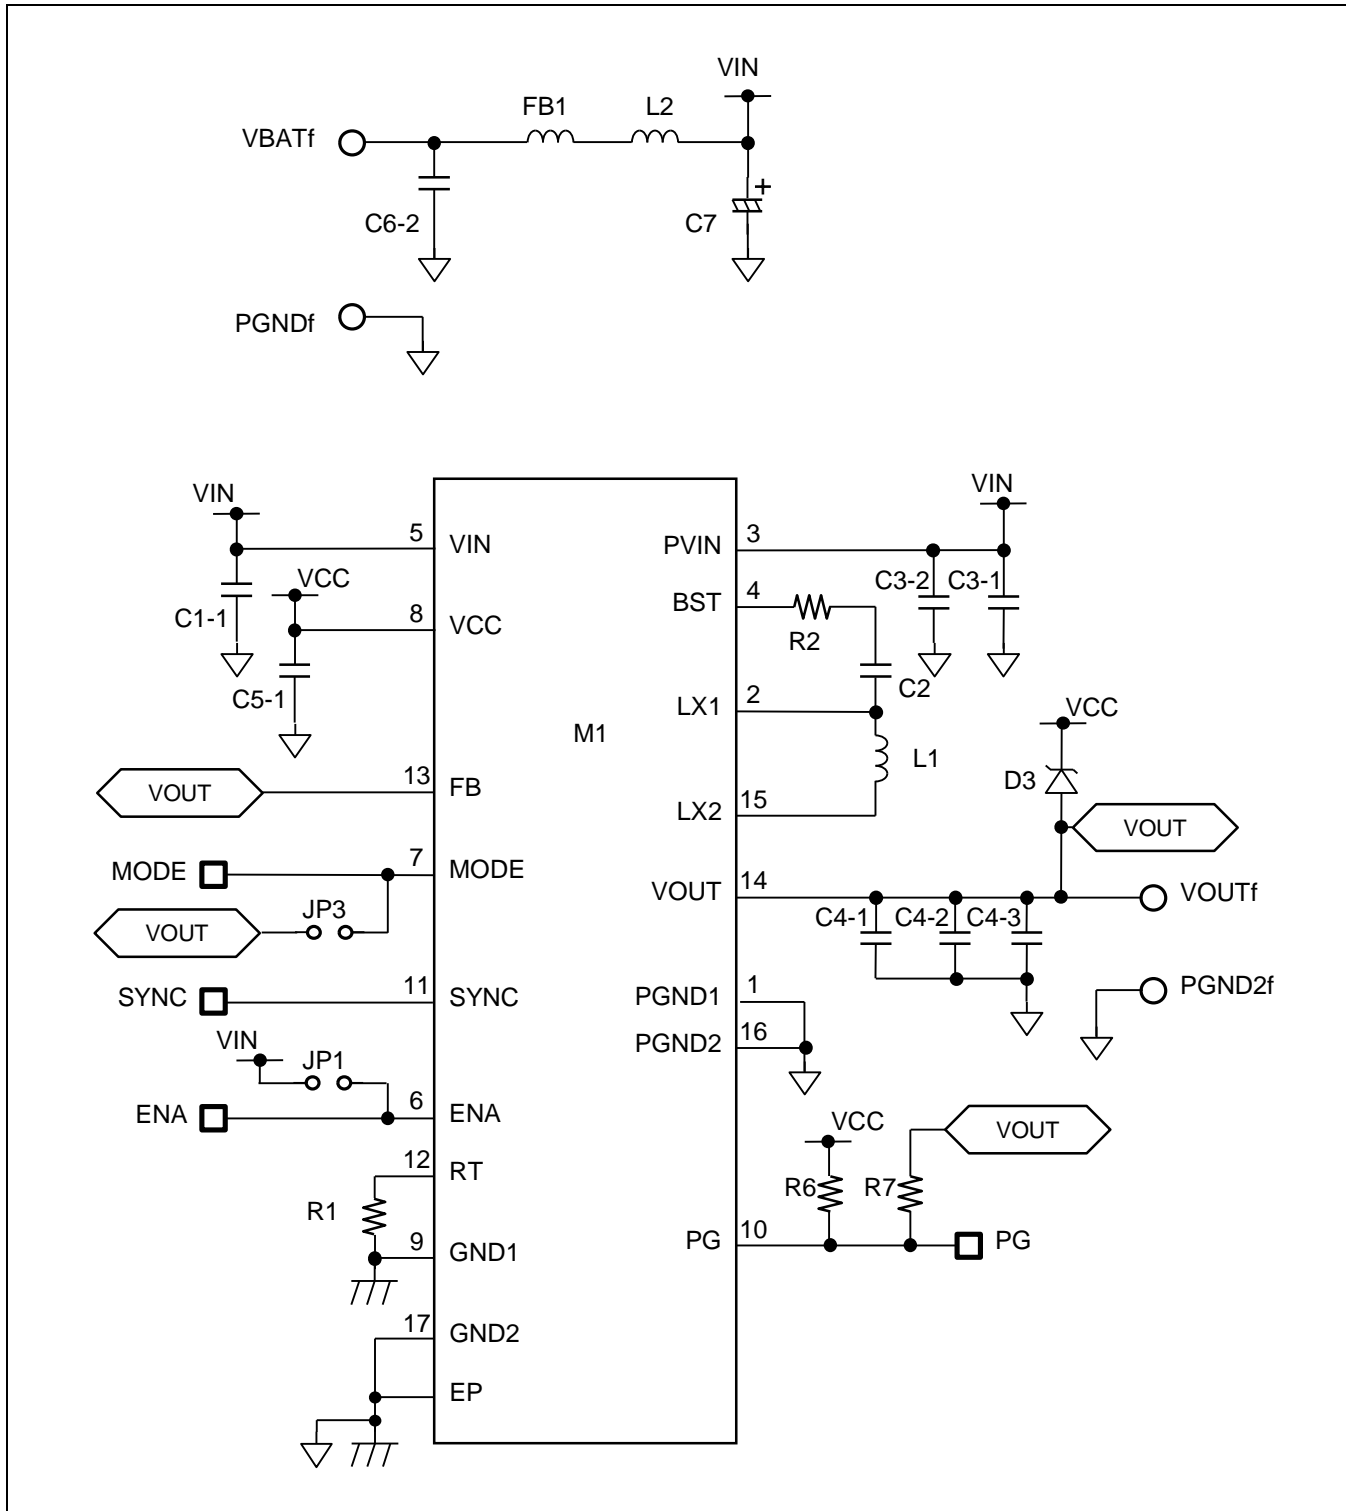 VIN
FB1 L2
VBATf
C6-2 C7 +
PGNDf
VIN VIN
5 VIN PVIN 3
VCC C3-2 C3-1
C1-1 8 VCC BST 4
R2
C5-1 C2
M1 LX1 2
VCC
L1
D3
VOUT 13 FB
LX2 15
VOUT
MODE 7 MODE
VOUT 14 VOUTf
VOUT JP3
C4-1 C4-2 C4-3
SYNC 11 SYNC PGND1 1 PGND2f
VIN PGND2 16
JP1
ENA 6 ENA
VCC VOUT
12 RT
R1 R6 R7
9 GND1 PG 10 PG
17 GND2
EP